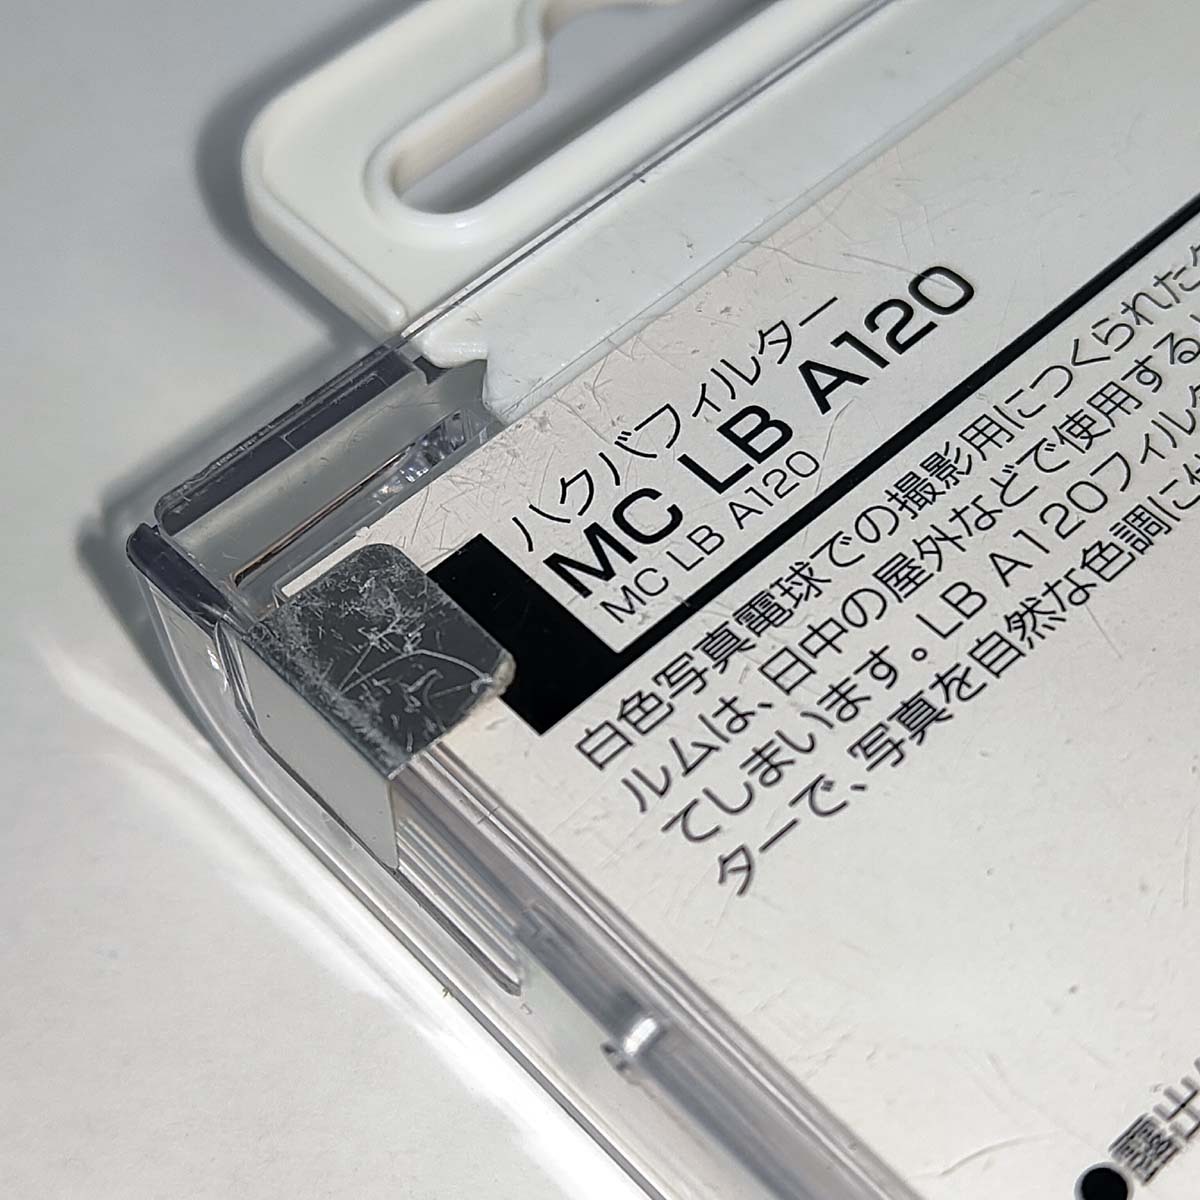 ハクバフィルター
MC LB A120
MC LB A120
白色写真電球での撮影用につくられた
ルムは、日中の屋外などで使用する
てしまいます。LB A120フィル
ターで、写真を自然な色調に
●露出